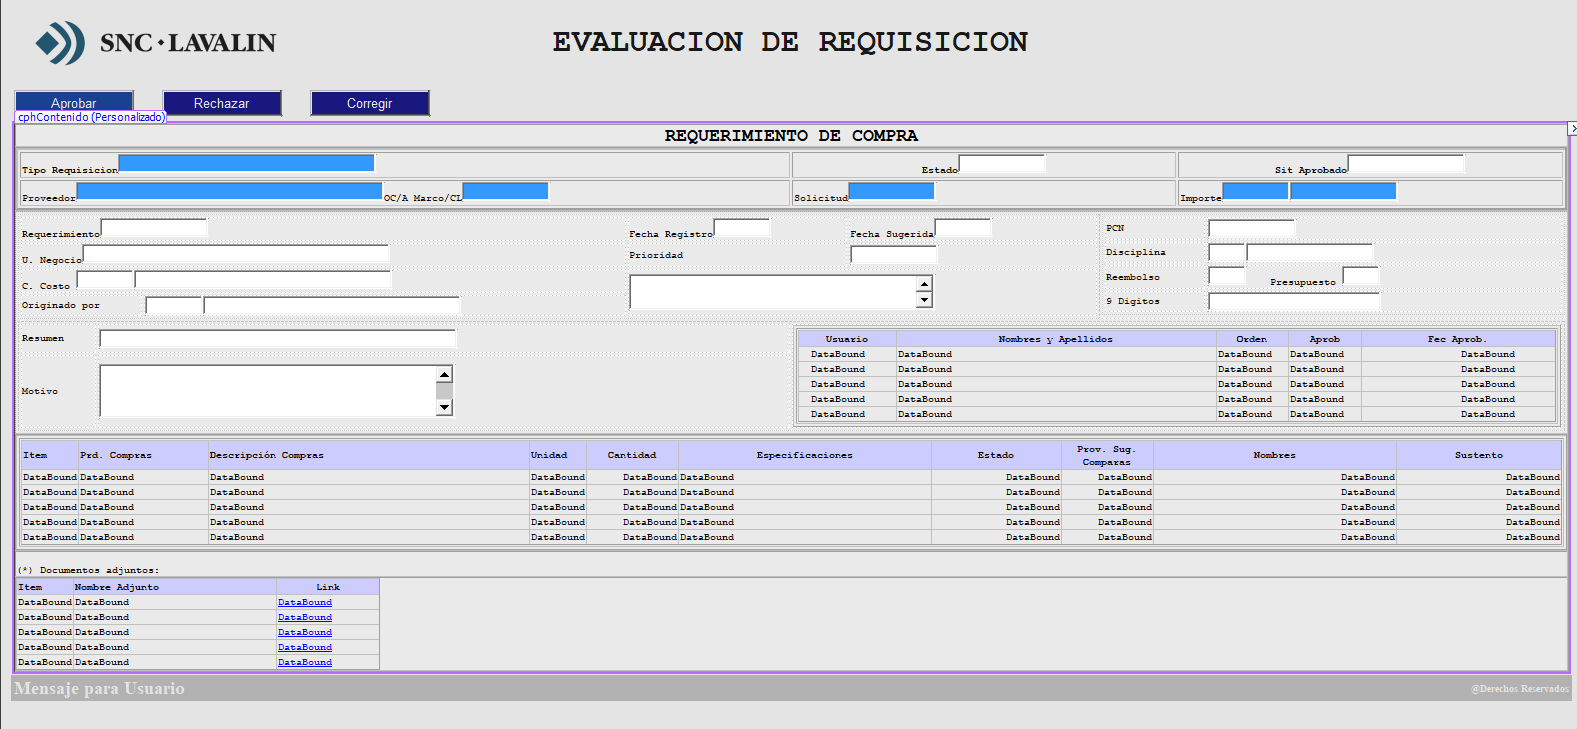 SNC·LAVALIN
EVALUACION DE REQUISICION
Aprobar Rechazar Corregir
cphContenido (Personalizado)
REQUERIMIENTO DE COMPRA
Tipo Requisicion Estado Sit Aprobado
Proveedor OC/A Marco/CL Solicitud Importe
Requerimiento Fecha Registro Fecha Sugerida PCN
U. Negocio Prioridad Disciplina
C. Costo Reembolso Presupuesto
Originado por 9 Digitos
Resumen
Motivo
Usuario Nombres y Apellidos Orden Aprob Fec Aprob.
DataBound DataBound DataBound DataBound DataBound
DataBound DataBound DataBound DataBound DataBound
DataBound DataBound DataBound DataBound DataBound
DataBound DataBound DataBound DataBound DataBound
DataBound DataBound DataBound DataBound DataBound
Item Prd. Compras Descripción Compras Unidad Cantidad Especificaciones Estado Prov. Sug. Comparas Nombres Sustento
DataBound DataBound DataBound DataBound DataBound DataBound DataBound DataBound DataBound DataBound
DataBound DataBound DataBound DataBound DataBound DataBound DataBound DataBound DataBound DataBound
DataBound DataBound DataBound DataBound DataBound DataBound DataBound DataBound DataBound DataBound
DataBound DataBound DataBound DataBound DataBound DataBound DataBound DataBound DataBound DataBound
DataBound DataBound DataBound DataBound DataBound DataBound DataBound DataBound DataBound DataBound
(*) Documentos adjuntos:
Item Nombre Adjunto Link
DataBound DataBound DataBound
DataBound DataBound DataBound
DataBound DataBound DataBound
DataBound DataBound DataBound
DataBound DataBound DataBound
Mensaje para Usuario @Derechos Reservados